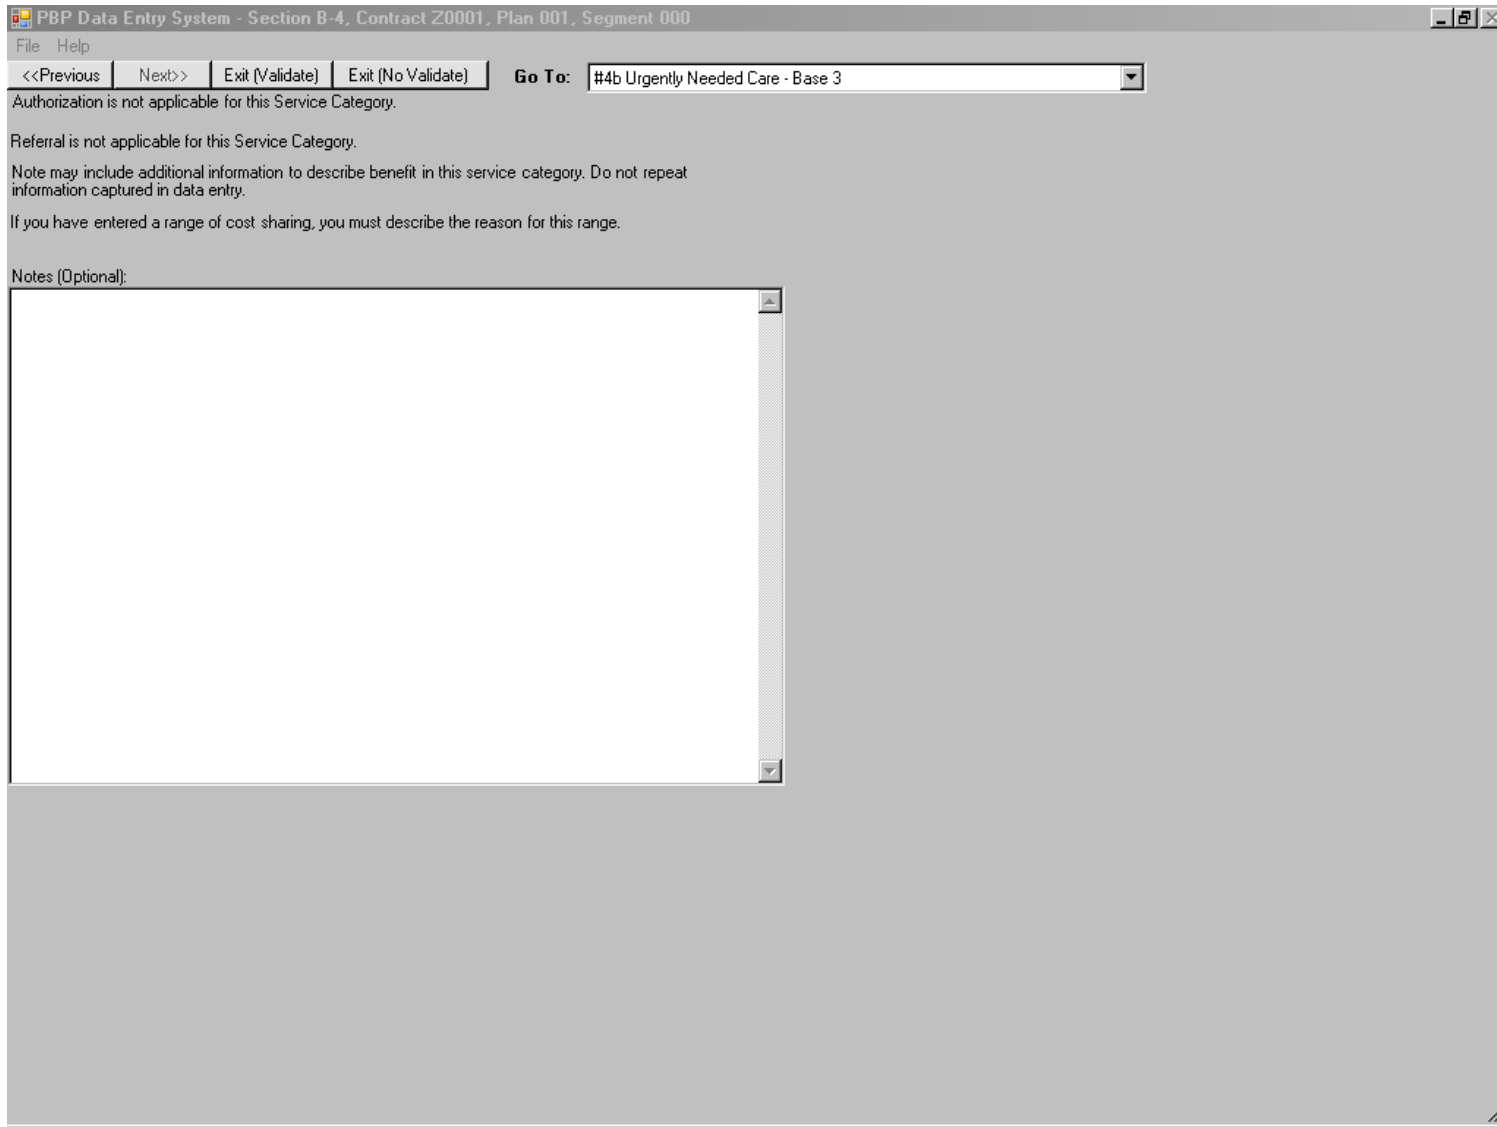 PBP Data Entry System - Section B-4, Contract Z0001, Plan 001, Segment 000
File Help
<<Previous Next>> Exit (Validate) Exit (No Validate) Go To: #4b Urgently Needed Care - Base 3
Authorization is not applicable for this Service Category.
Referral is not applicable for this Service Category.
Note may include additional information to describe benefit in this service category. Do not repeat
information captured in data entry.
If you have entered a range of cost sharing, you must describe the reason for this range.
Notes (Optional):